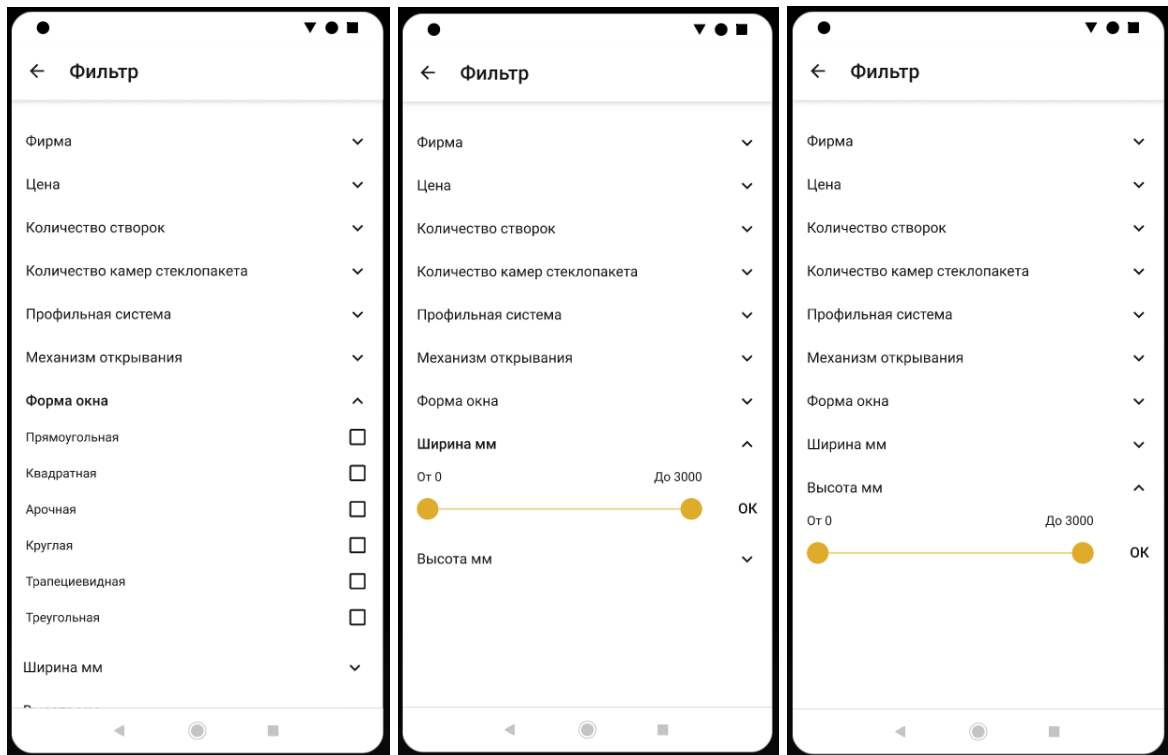 Фильтр
Фирма
Цена
Количество створок
Количество камер стеклопакета
Профильная система
Механизм открывания
Форма окна
Прямоугольная
Квадратная
Арочная
Круглая
Трапециевидная
Треугольная
Ширина мм
Фильтр
Фирма
Цена
Количество створок
Количество камер стеклопакета
Профильная система
Механизм открывания
Форма окна
Ширина мм
От 0 До 3000
ОК
Высота мм
Фильтр
Фирма
Цена
Количество створок
Количество камер стеклопакета
Профильная система
Механизм открывания
Форма окна
Ширина мм
Высота мм
От 0 До 3000
ОК